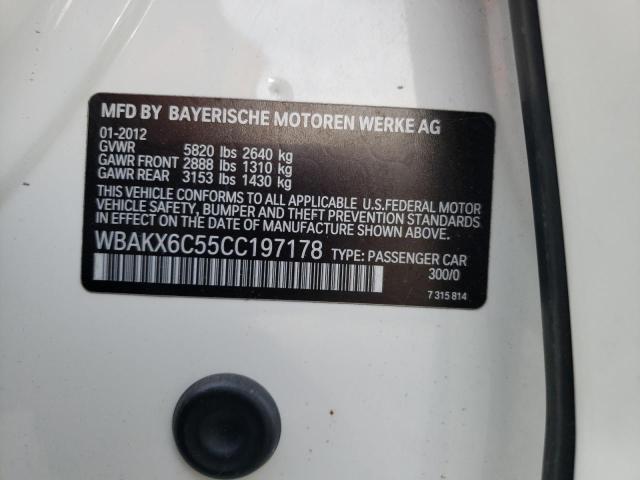 MFD BY BAYERISCHE MOTOREN WERKE AG
01-2012
GVWR 5820 lbs 2640 kg
GAWR FRONT 2888 lbs 1310 kg
GAWR REAR 3153 lbs 1430 kg
THIS VEHICLE CONFORMS TO ALL APPLICABLE U.S.FEDERAL MOTOR
VEHICLE SAFETY, BUMPER AND THEFT PREVENTION STANDARDS
IN EFFECT ON THE DATE OF MANUFACTURE SHOWN ABOVE.
WBAKX6C55CC197178 TYPE: PASSENGER CAR
300/0
7 315 814